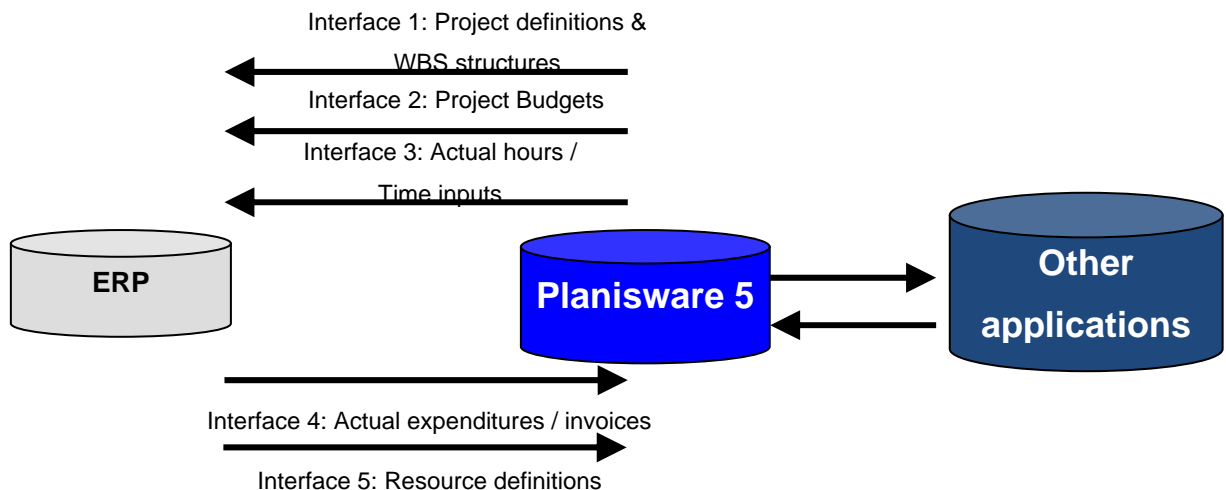 Interface 1: Project definitions &
WBS structures
Interface 2: Project Budgets
Interface 3: Actual hours /
Time inputs
ERP
Planisware 5
Other
applications
Interface 4: Actual expenditures / invoices
Interface 5: Resource definitions